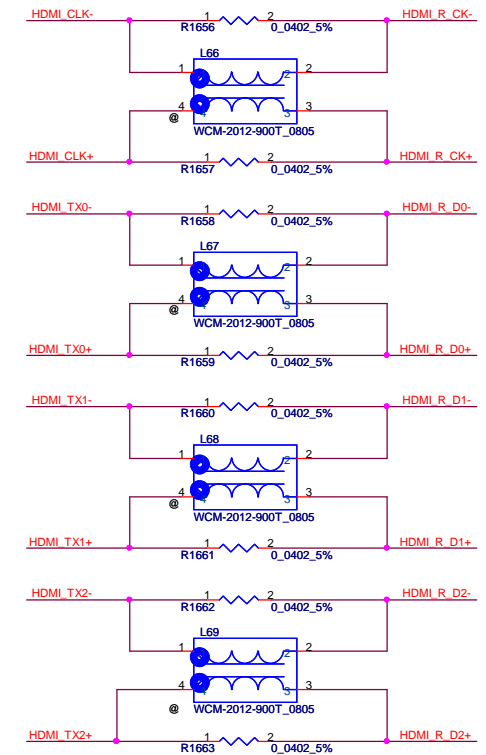 HDMI_CLK- 1 2 HDMI_R_CK-
R1656 0_0402_5%
L66
1 2 2
4 4 3 3
@
WCM-2012-900T_0805
HDMI_CLK+ 1 2 HDMI_R_CK+
R1657 0_0402_5%
HDMI_TX0- 1 2 HDMI_R_D0-
R1658 0_0402_5%
L67
1 2 2
4 4 3 3
@
WCM-2012-900T_0805
HDMI_TX0+ 1 2 HDMI_R_D0+
R1659 0_0402_5%
HDMI_TX1- 1 2 HDMI_R_D1-
R1660 0_0402_5%
L68
1 2 2
4 4 3 3
@
WCM-2012-900T_0805
HDMI_TX1+ 1 2 HDMI_R_D1+
R1661 0_0402_5%
HDMI_TX2- 1 2 HDMI_R_D2-
R1662 0_0402_5%
L69
1 2 2
4 4 3 3
@
WCM-2012-900T_0805
HDMI_TX2+ 1 2 HDMI_R_D2+
R1663 0_0402_5%